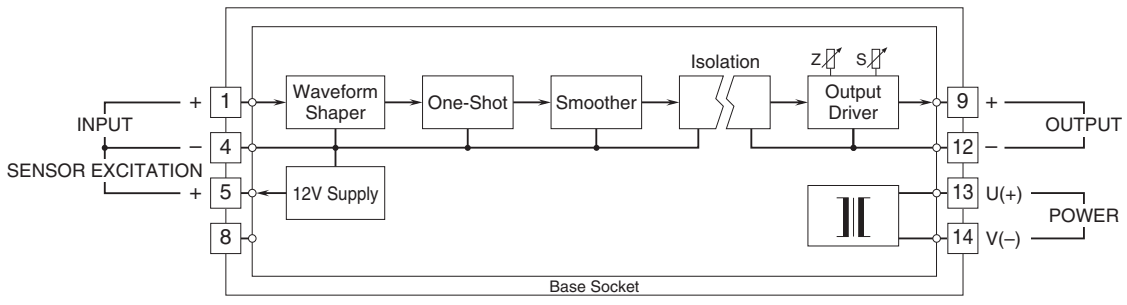 Isolation
Z
S
Waveform
Shaper
One-Shot
Smoother
Output
Driver
+ 1
9 +
INPUT
OUTPUT
– 4
12 –
SENSOR EXCITATION
+ 5
12V Supply
13 U(+)
POWER
8
14 V(–)
Base Socket